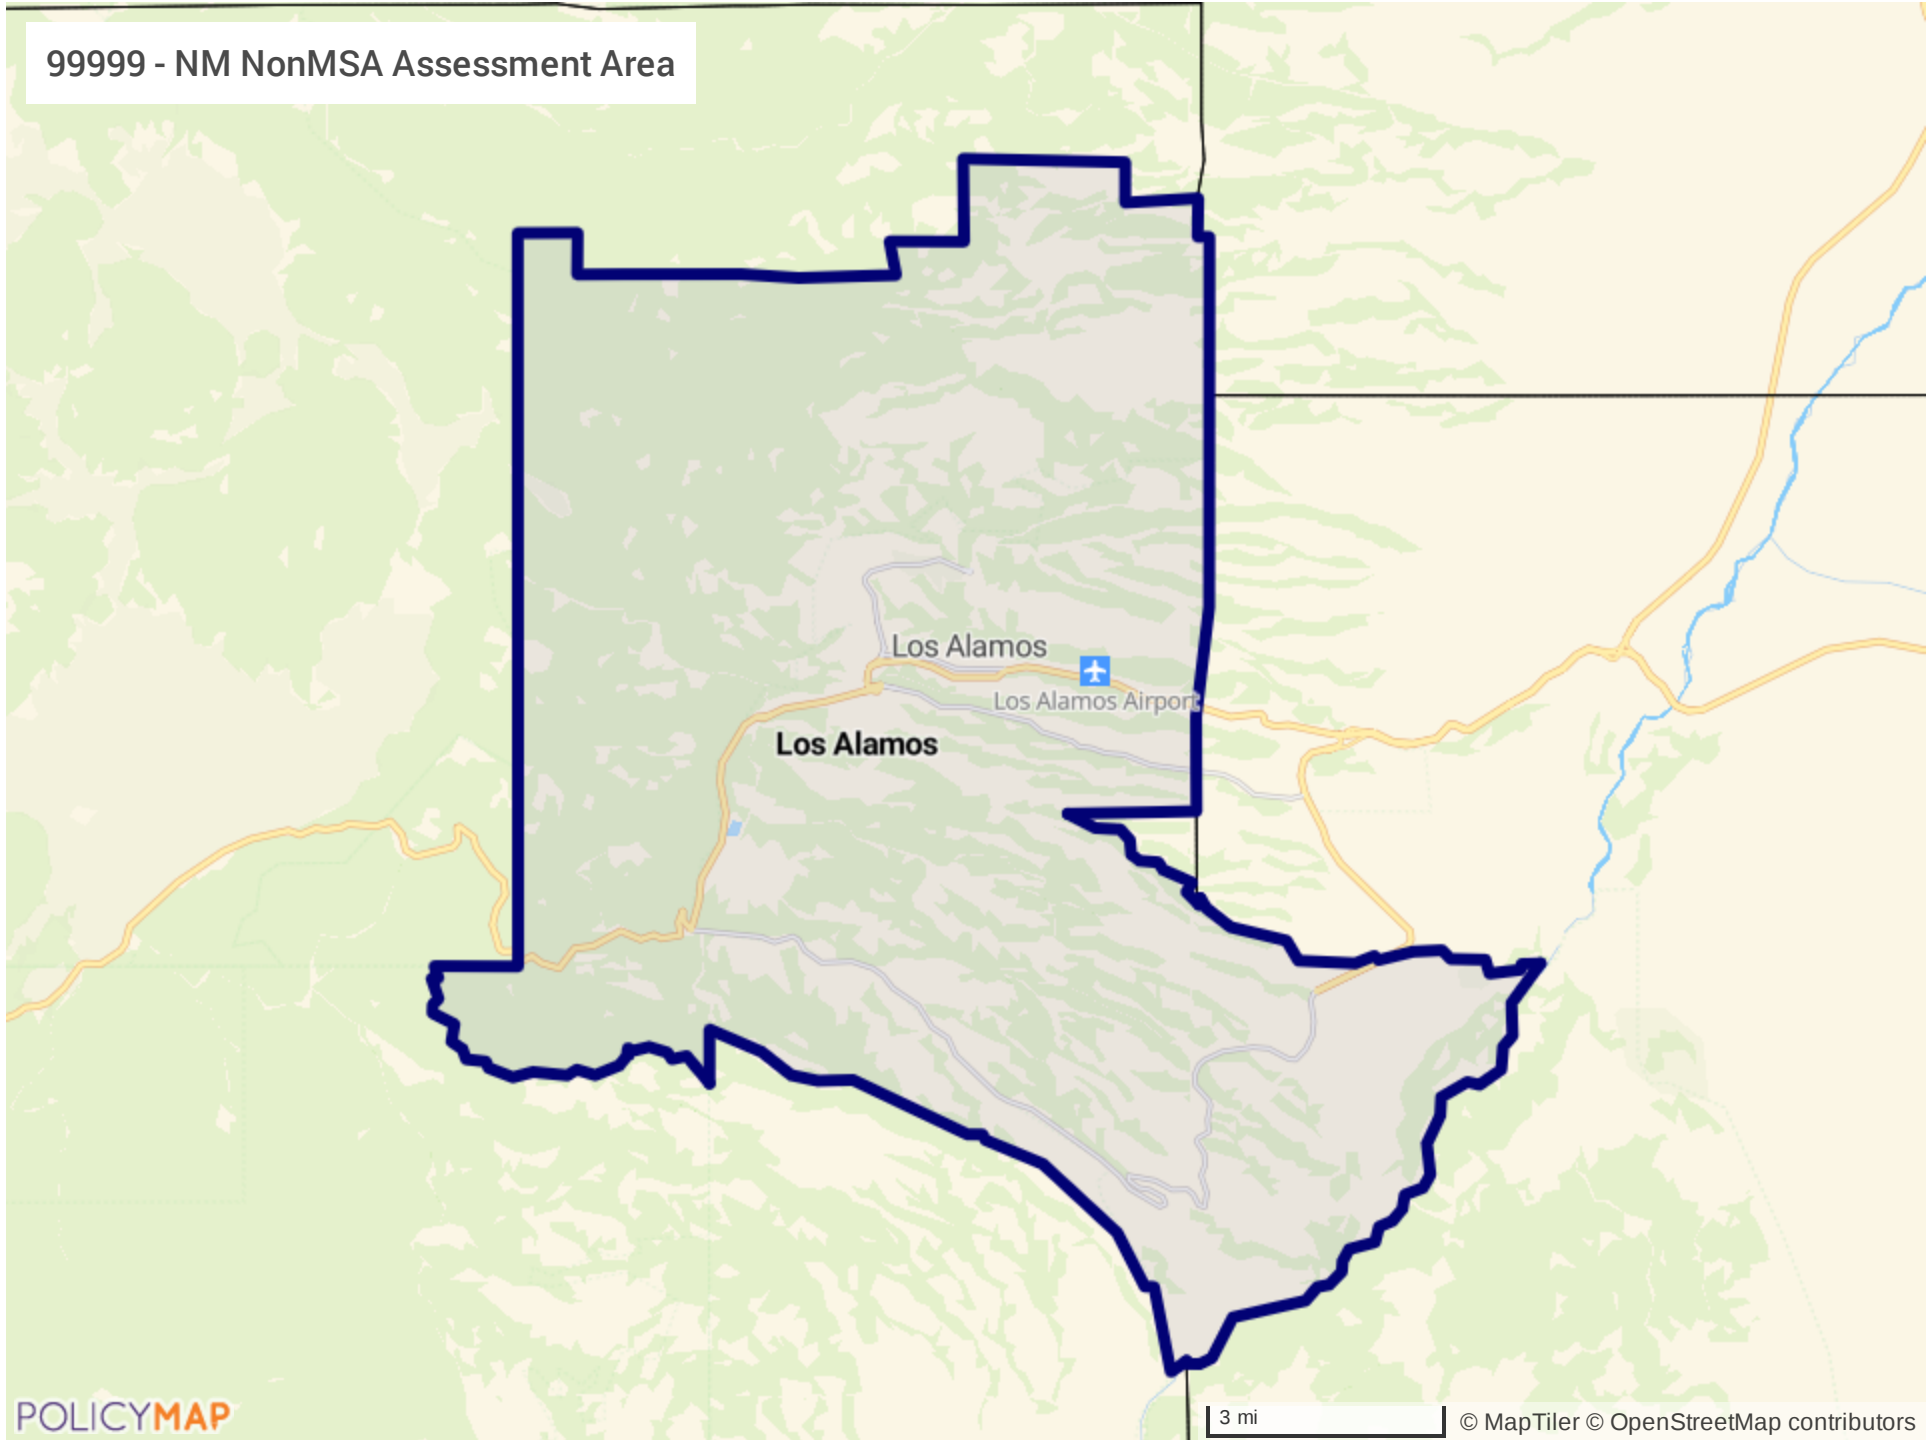 99999 - NM NonMSA Assessment Area
Los Alamos
Los Alamos Airport
Los Alamos
POLICYMAP
3 mi
© MapTiler © OpenStreetMap contributors